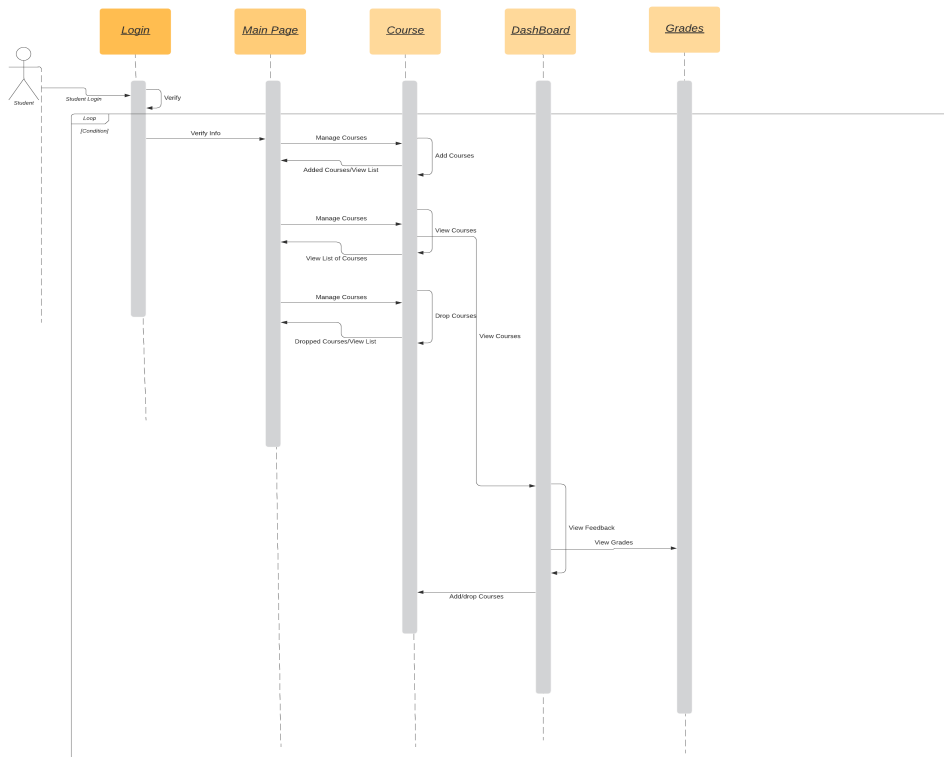 Login
Main Page
Course
DashBoard
Grades
Student
Student Login
Verify
Loop
[Condition]
Verify Info
Manage Courses
Add Courses
Added Courses/View List
Manage Courses
View Courses
View List of Courses
Manage Courses
Drop Courses
View Courses
Dropped Courses/View List
View Feedback
View Grades
Add/drop Courses